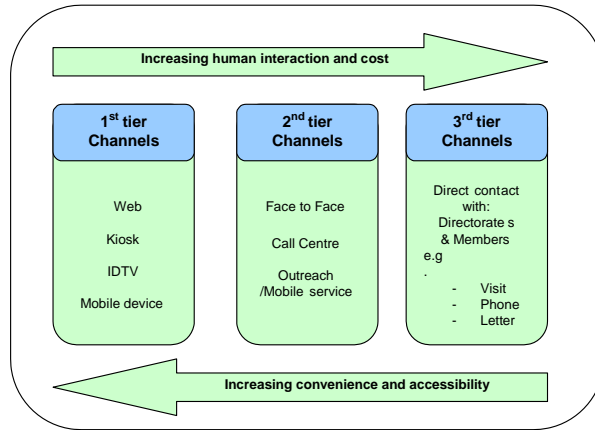 Increasing human interaction and cost
1st tier
Channels
Web
Kiosk
IDTV
Mobile device
2nd tier
Channels
Face to Face
Call Centre
Outreach
/Mobile service
3rd tier
Channels
Direct contact
with:
Directorate s
& Members
e.g
.
- Visit
- Phone
- Letter
Increasing convenience and accessibility